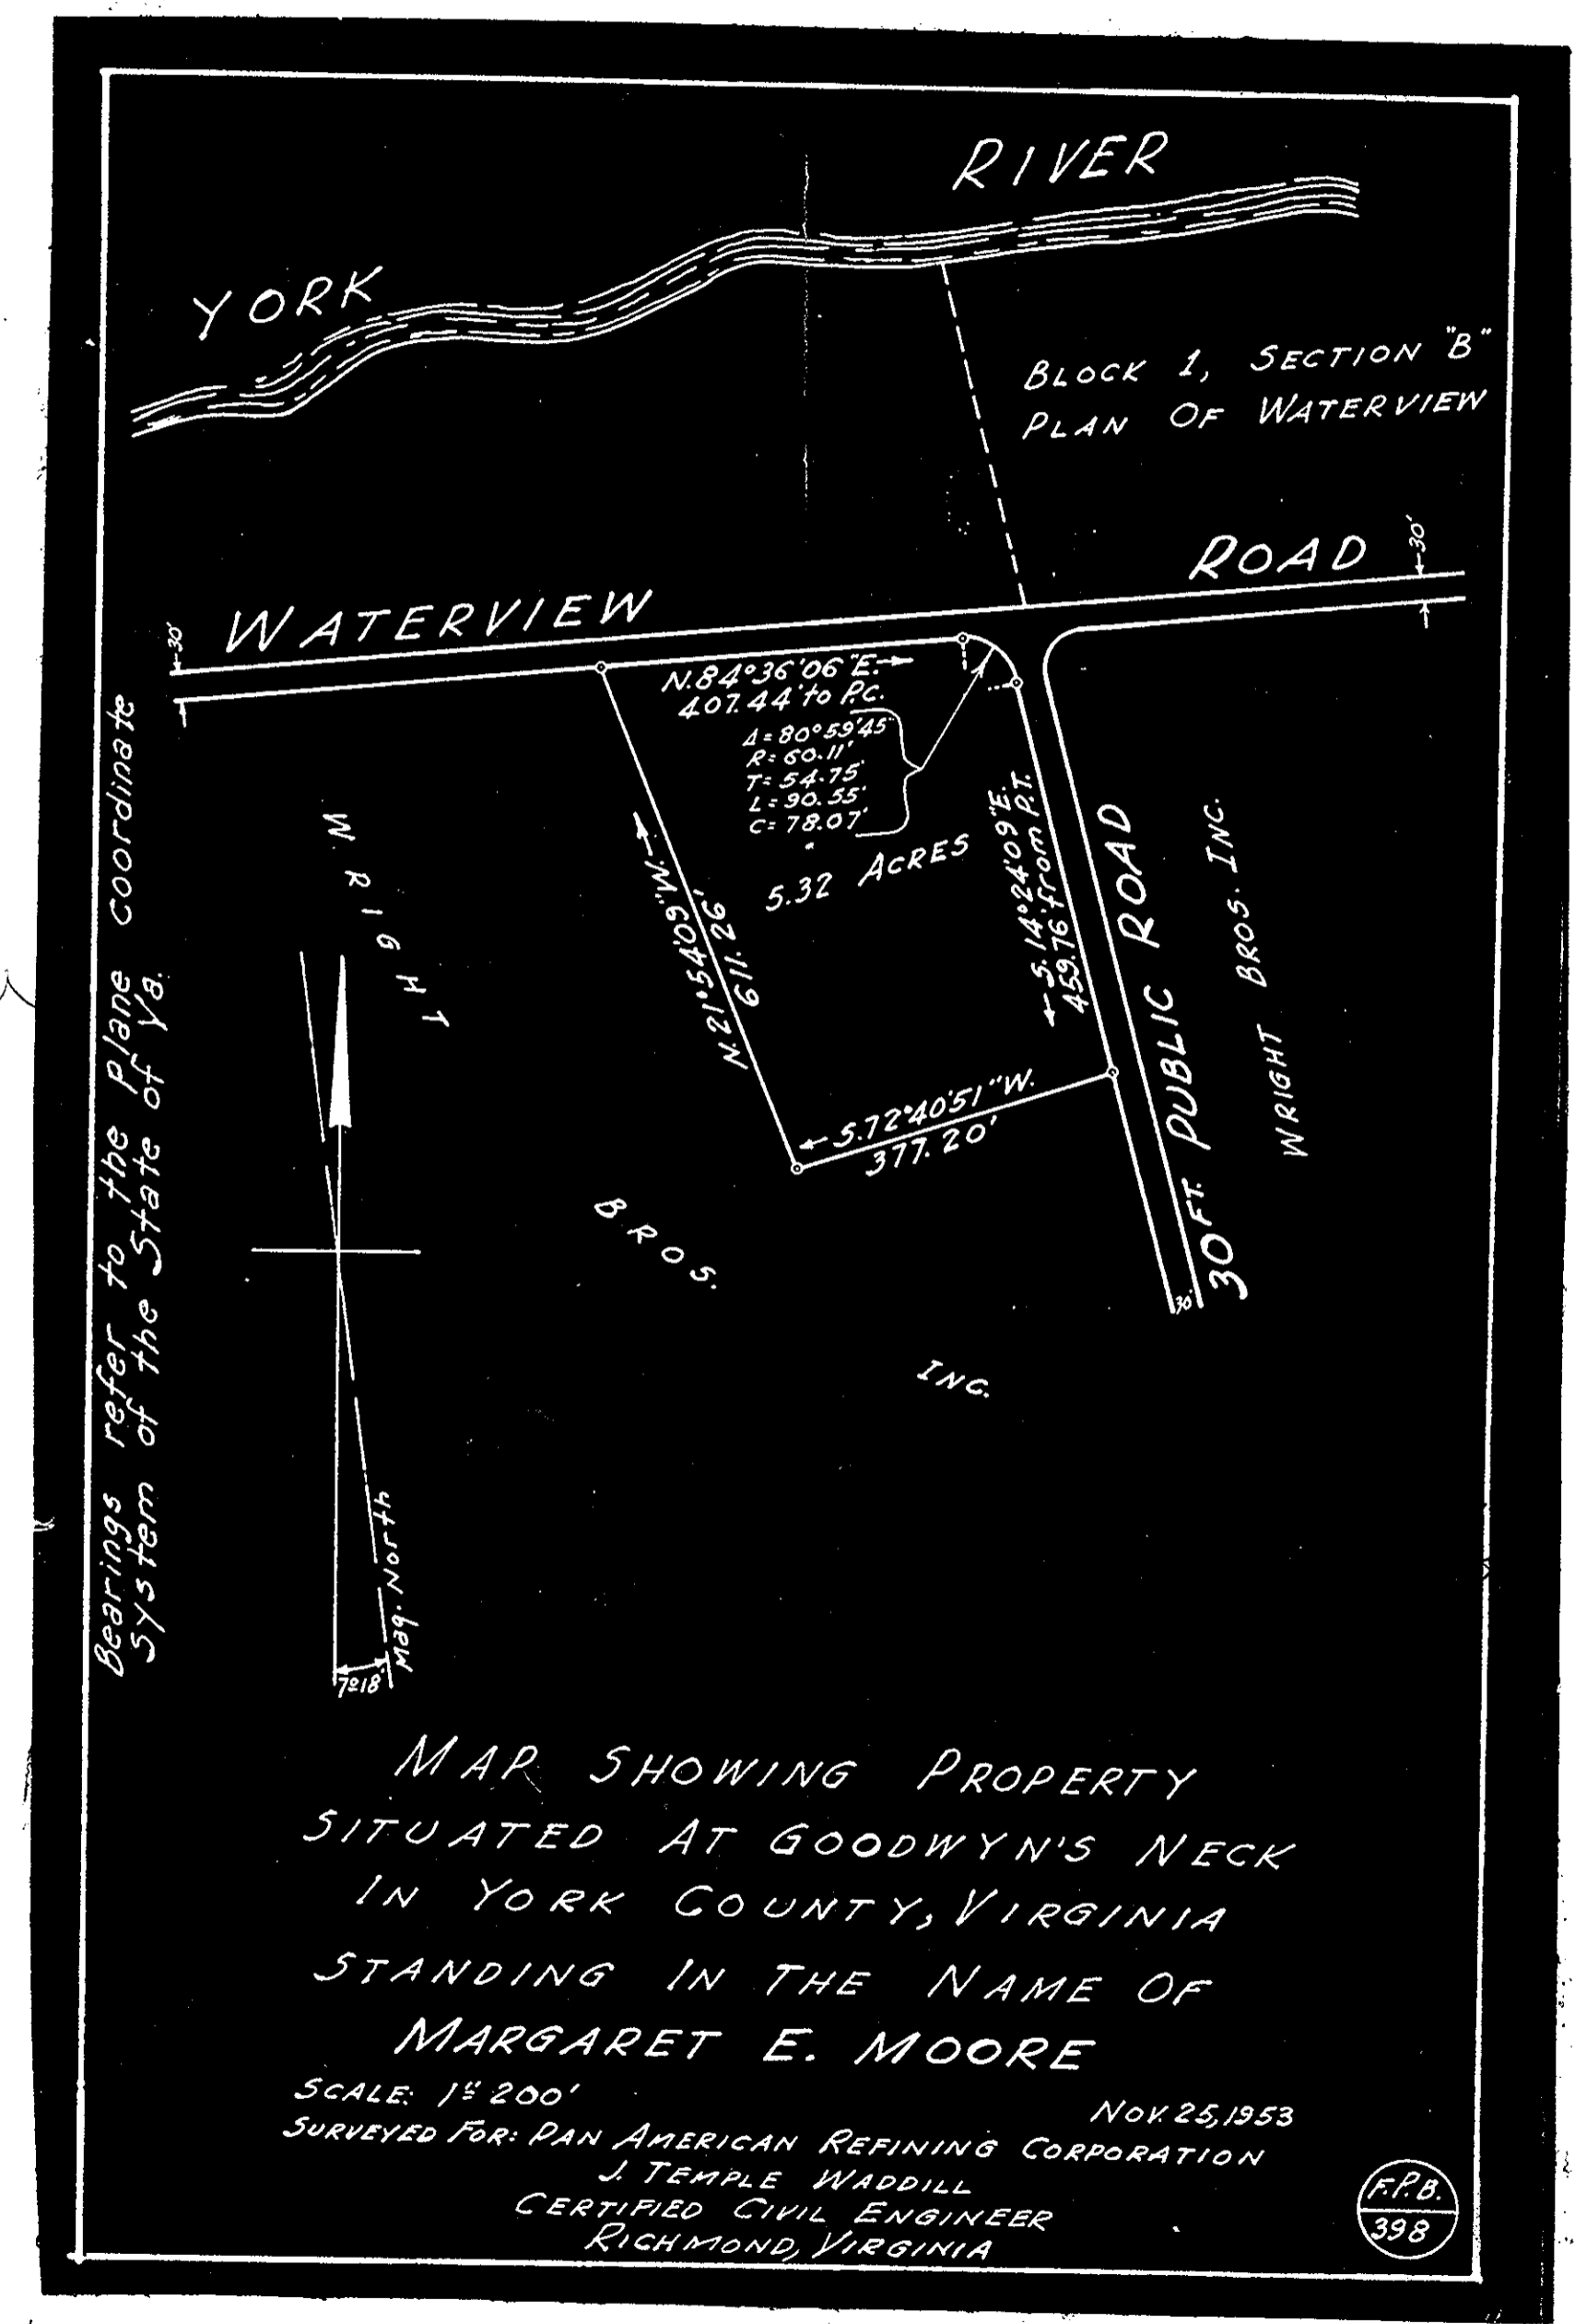 YORK RIVER
BLOCK 1, SECTION "B"
PLAN OF WATERVIEW
WATERVIEW ROAD
30'
30'
N.84°36'06"E.
407.44' to P.C.
Δ=80°59'45"
R=60.11'
T=54.75'
L=90.55'
C=78.07'
5.32 ACRES
S.14°24'09"E.
459.76' from P.T.
N.21°54'09"W.
611.26'
S.72°40'51"W.
377.20'
30 FT. PUBLIC ROAD
30'
WRIGHT BROS. INC.
WRIGHT
BROS.
INC.
Bearings refer to the plane coordinate
system of the State of Va.
Mag. North
7°18'
MAP SHOWING PROPERTY
SITUATED AT GOODWYN'S NECK
IN YORK COUNTY, VIRGINIA
STANDING IN THE NAME OF
MARGARET E. MOORE
SCALE: 1"=200'
NOV. 25, 1953
SURVEYED FOR: PAN AMERICAN REFINING CORPORATION
J. TEMPLE WADDILL
CERTIFIED CIVIL ENGINEER
RICHMOND, VIRGINIA
F.P.B.
398